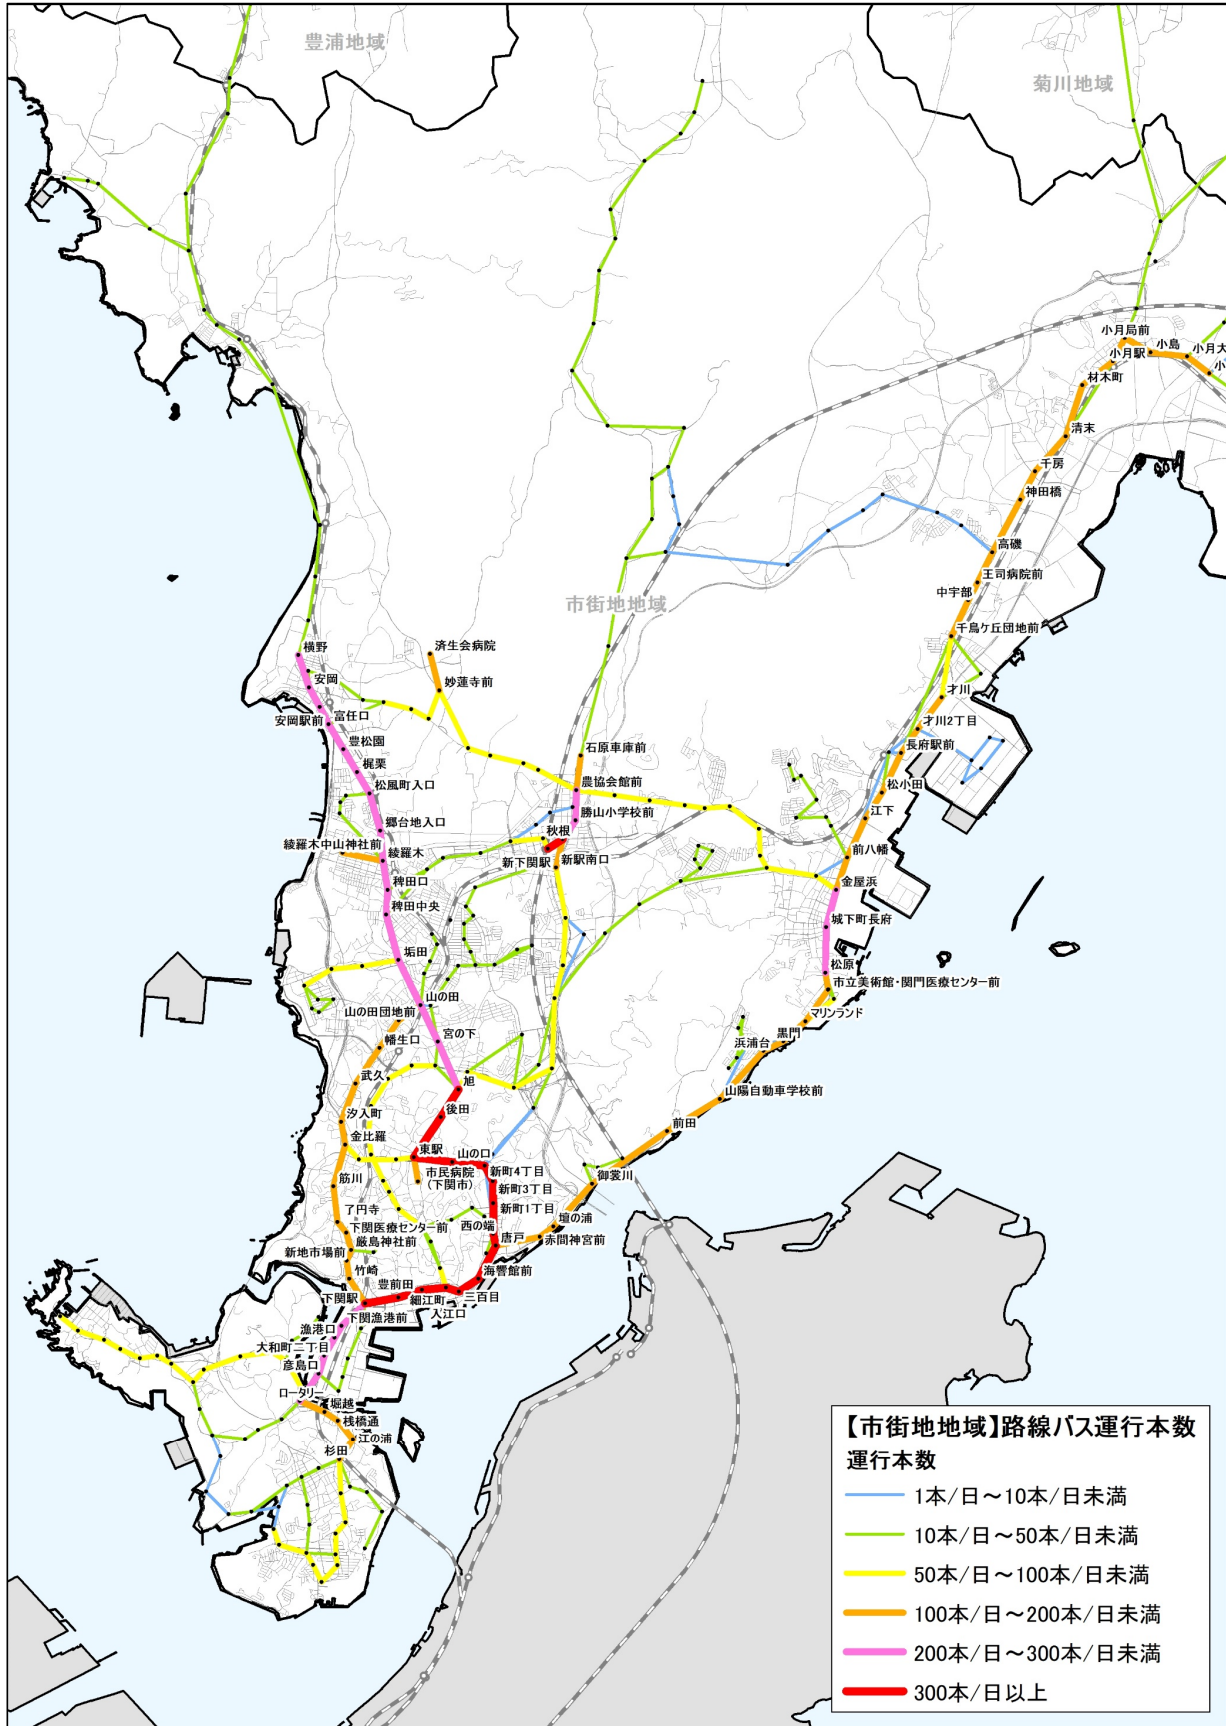 豊浦地域
菊川地域
小月局前
小島
小月駅
小月大
小
材木町
清末
千房
神田橋
高磯
王司病院前
中宇部
市街地地域
千鳥ケ丘団地前
済生会病院
横野
妙蓮寺前
安岡
才川
安岡駅前
富任口
才川2丁目
豊松園
石原車庫前
長府駅前
梶栗
農協会館前
松風町入口
松小田
勝山小学校前
江下
郷台地入口
秋根
綾羅木中山神社前
綾羅木
新下関駅
新駅南口
前八幡
稗田口
金屋浜
稗田中央
城下町長府
垢田
松原
市立美術館・関門医療センター前
山の田
山の田団地前
マリンランド
黒門
幡生口
宮の下
浜浦台
武久
旭
山陽自動車学校前
汐入町
後田
前田
金比羅
東駅
山の口
市民病院
(下関市)
新町4丁目
御裳川
筋川
新町3丁目
新町1丁目
了円寺
西の端
壇の浦
下関医療センター前
唐戸
赤間神宮前
厳島神社前
新地市場前
海響館前
竹崎
豊前田
三百目
下関駅
細江町
入江口
下関漁港前
漁港口
大和町二丁目
彦島口
ロータリー
堀越
桟橋通
江の浦
杉田
【市街地地域】路線バス運行本数
運行本数
1本/日～10本/日未満
10本/日～50本/日未満
50本/日～100本/日未満
100本/日～200本/日未満
200本/日～300本/日未満
300本/日以上